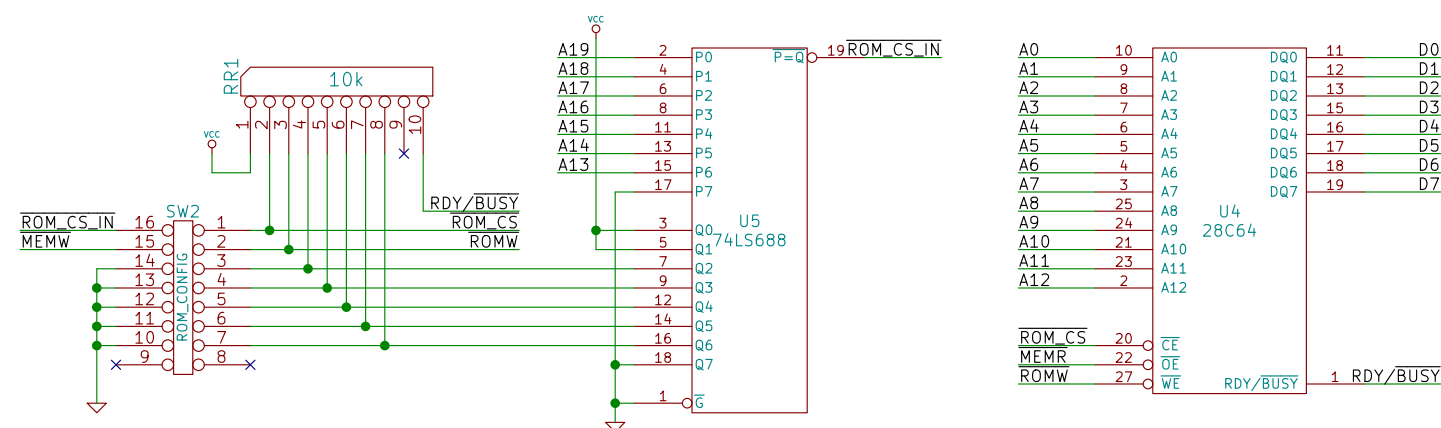 VCC
RR1
10k
1 2 3 4 5 6 7 8 9 10
VCC
RDY/BUSY
ROM_CS
ROMW
SW2
ROM_CONFIG
ROM_CS_IN 16 1
MEMW 15 2
14 3
13 4
12 5
11 6
10 7
9 8
A19 2 P0 P=Q 19 ROM_CS_IN
A18 4 P1
A17 6 P2
A16 8 P3
A15 11 P4
A14 13 P5
A13 15 P6
17 P7
U5
74LS688
3 Q0
5 Q1
7 Q2
9 Q3
12 Q4
14 Q5
16 Q6
18 Q7
1 G
A0 10 A0 DQ0 11 D0
A1 9 A1 DQ1 12 D1
A2 8 A2 DQ2 13 D2
A3 7 A3 DQ3 15 D3
A4 6 A4 DQ4 16 D4
A5 5 A5 DQ5 17 D5
A6 4 A6 DQ6 18 D6
A7 3 A7 DQ7 19 D7
A8 25 A8
U4
28C64
A9 24 A9
A10 21 A10
A11 23 A11
A12 2 A12
ROM_CS 20 CE
MEMR 22 OE
ROMW 27 WE RDY/BUSY 1 RDY/BUSY